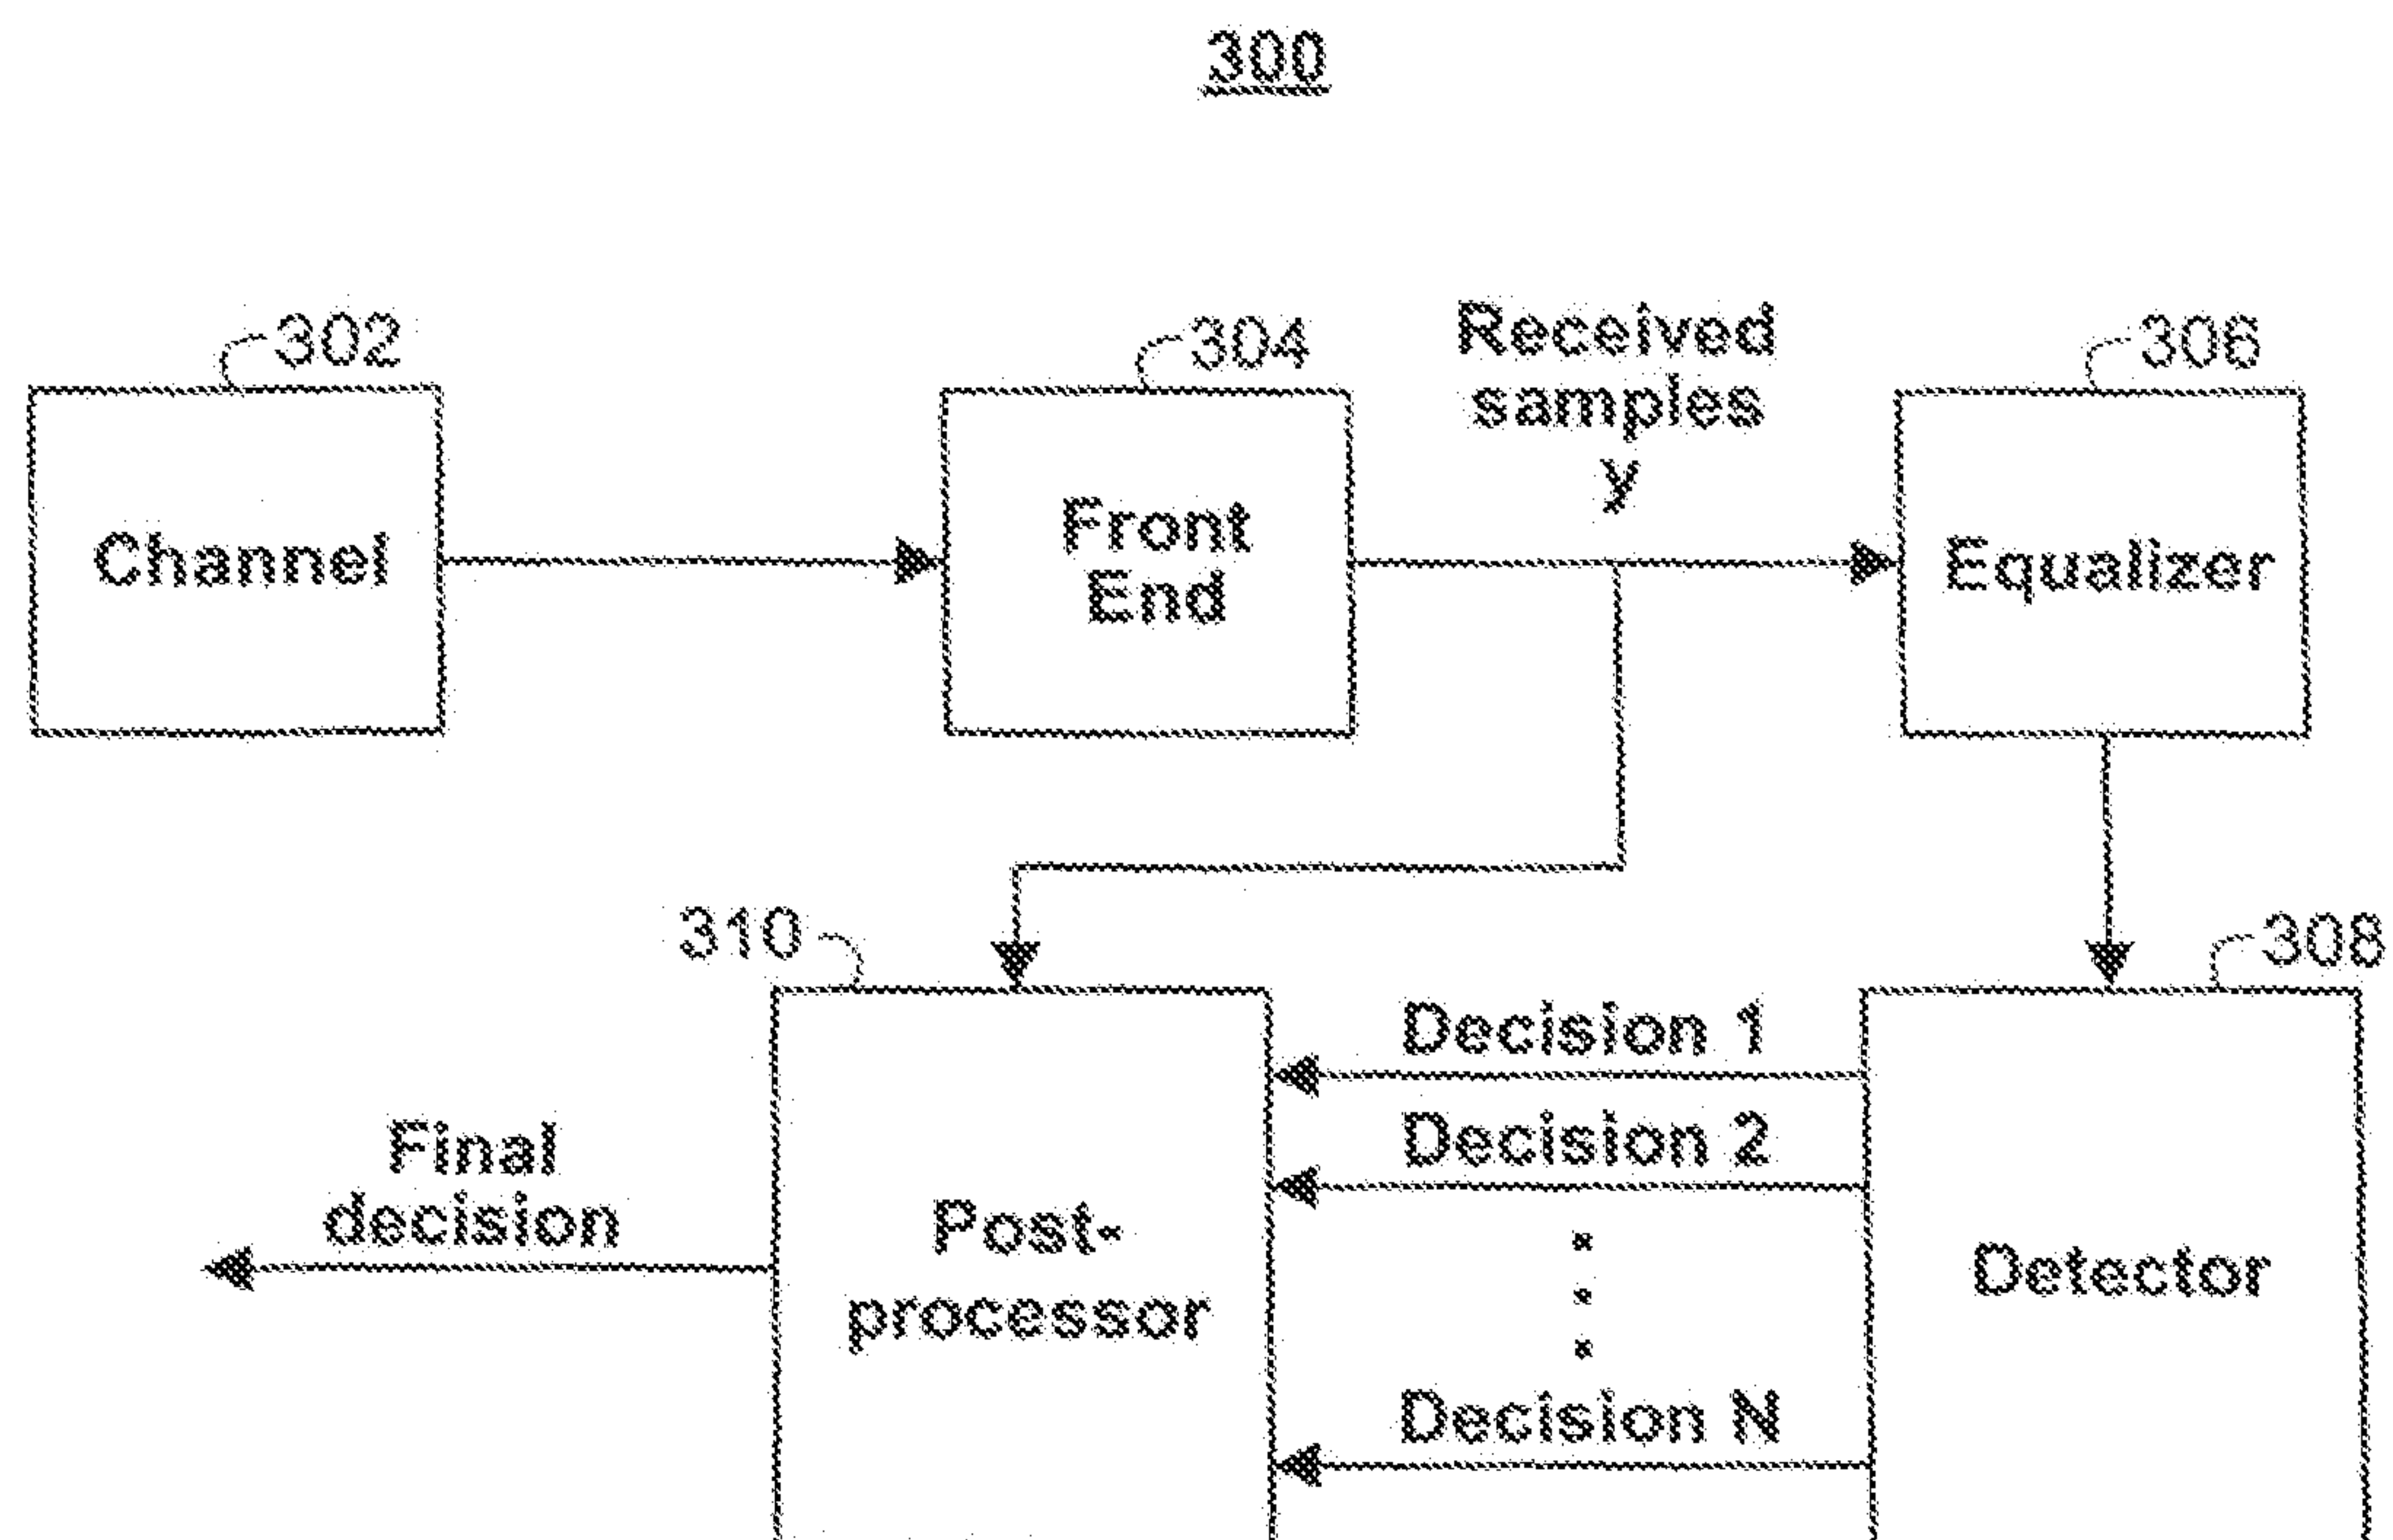 300
302
304
Received
samples
y
306
Channel
Front
End
Equalizer
310
308
Decision 1
Decision 2
Final
decision
Post-
processor
Detector
Decision N